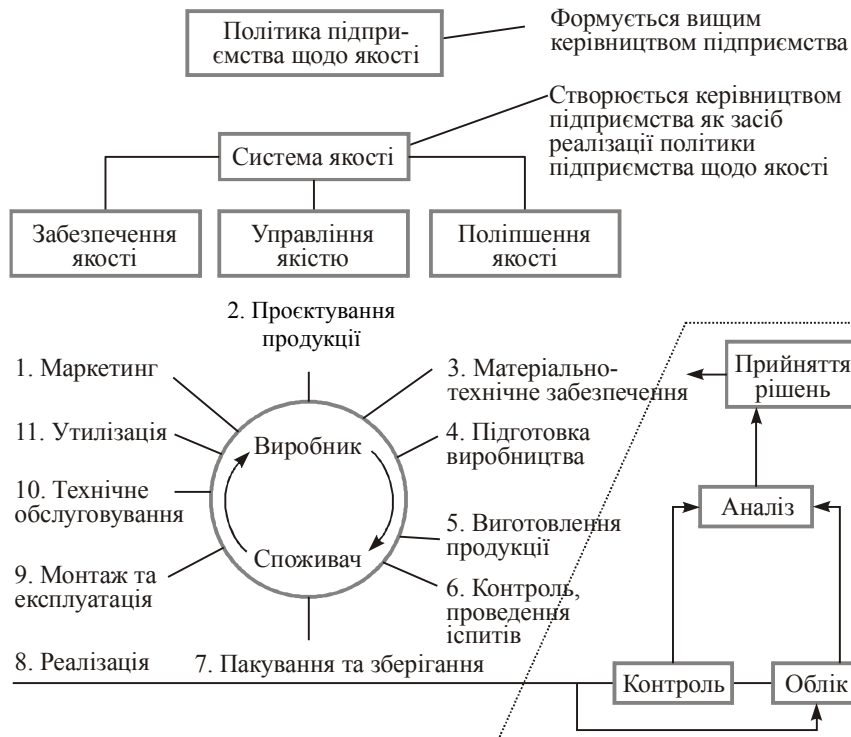 Політика підпри-
ємства щодо якості
Формується вищим
керівництвом підприємства
Створюється керівництвом
підприємства як засіб
реалізації політики
підприємства щодо якості
Система якості
Забезпечення
якості
Управління
якістю
Поліпшення
якості
2. Проєктування
продукції
1. Маркетинг
3. Матеріально-
технічне забезпечення
11. Утилізація
4. Підготовка
виробництва
10. Технічне
обслуговування
5. Виготовлення
продукції
9. Монтаж та
експлуатація
6. Контроль,
проведення
іспитів
8. Реалізація
7. Пакування та зберігання
Виробник
Споживач
Прийняття
рішень
Аналіз
Контроль
Облік